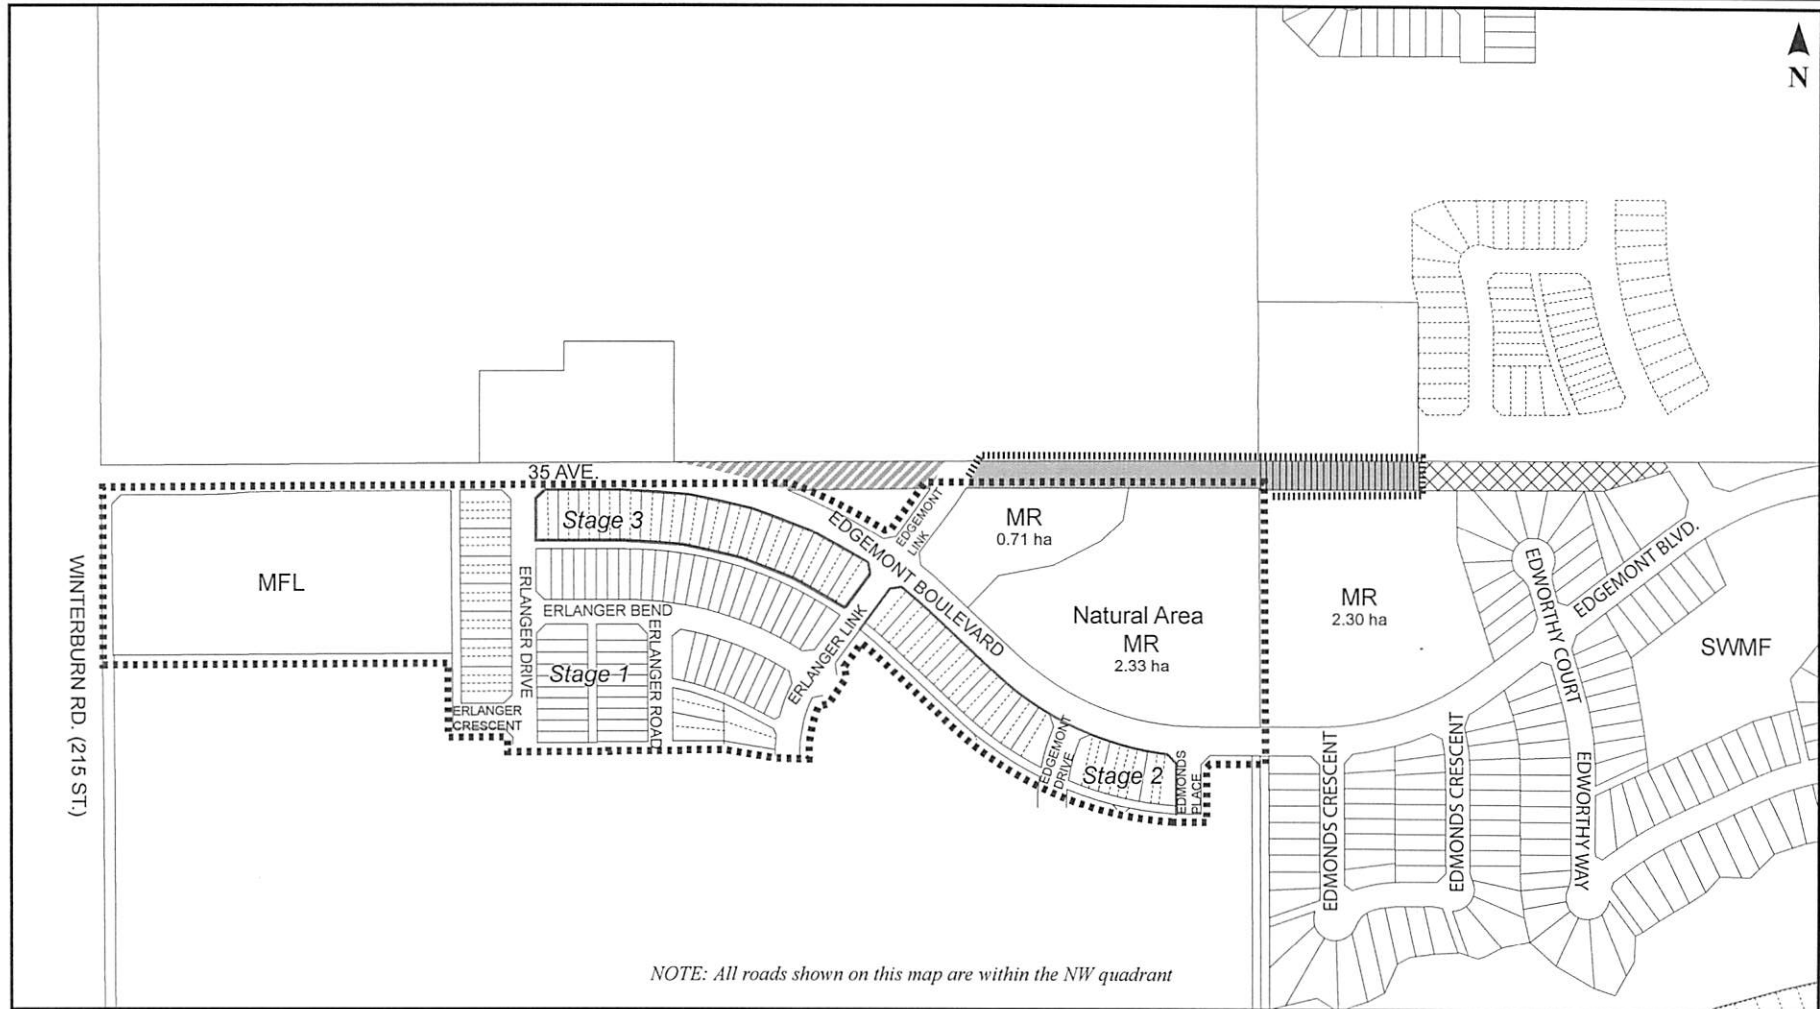 N
35 AVE.
Stage 3
EDGEMONT
LINK
MR
0.71 ha
EDGEMONT BOULEVARD
MFL
WINTERBURN RD. (215 ST.)
ERLANGER DRIVE
ERLANGER BEND
ERLANGER ROAD
ERLANGER LINK
Stage 1
ERLANGER
CRESCENT
Natural Area
MR
2.33 ha
MR
2.30 ha
EDWORTHY COURT
EDGEMONT BLVD.
SWMF
EDGEMONT
DRIVE
Stage 2
EDMONDS
PLACE
EDMONDS CRESCENT
EDMONDS CRESCENT
EDWORTHY WAY
NOTE: All roads shown on this map are within the NW quadrant